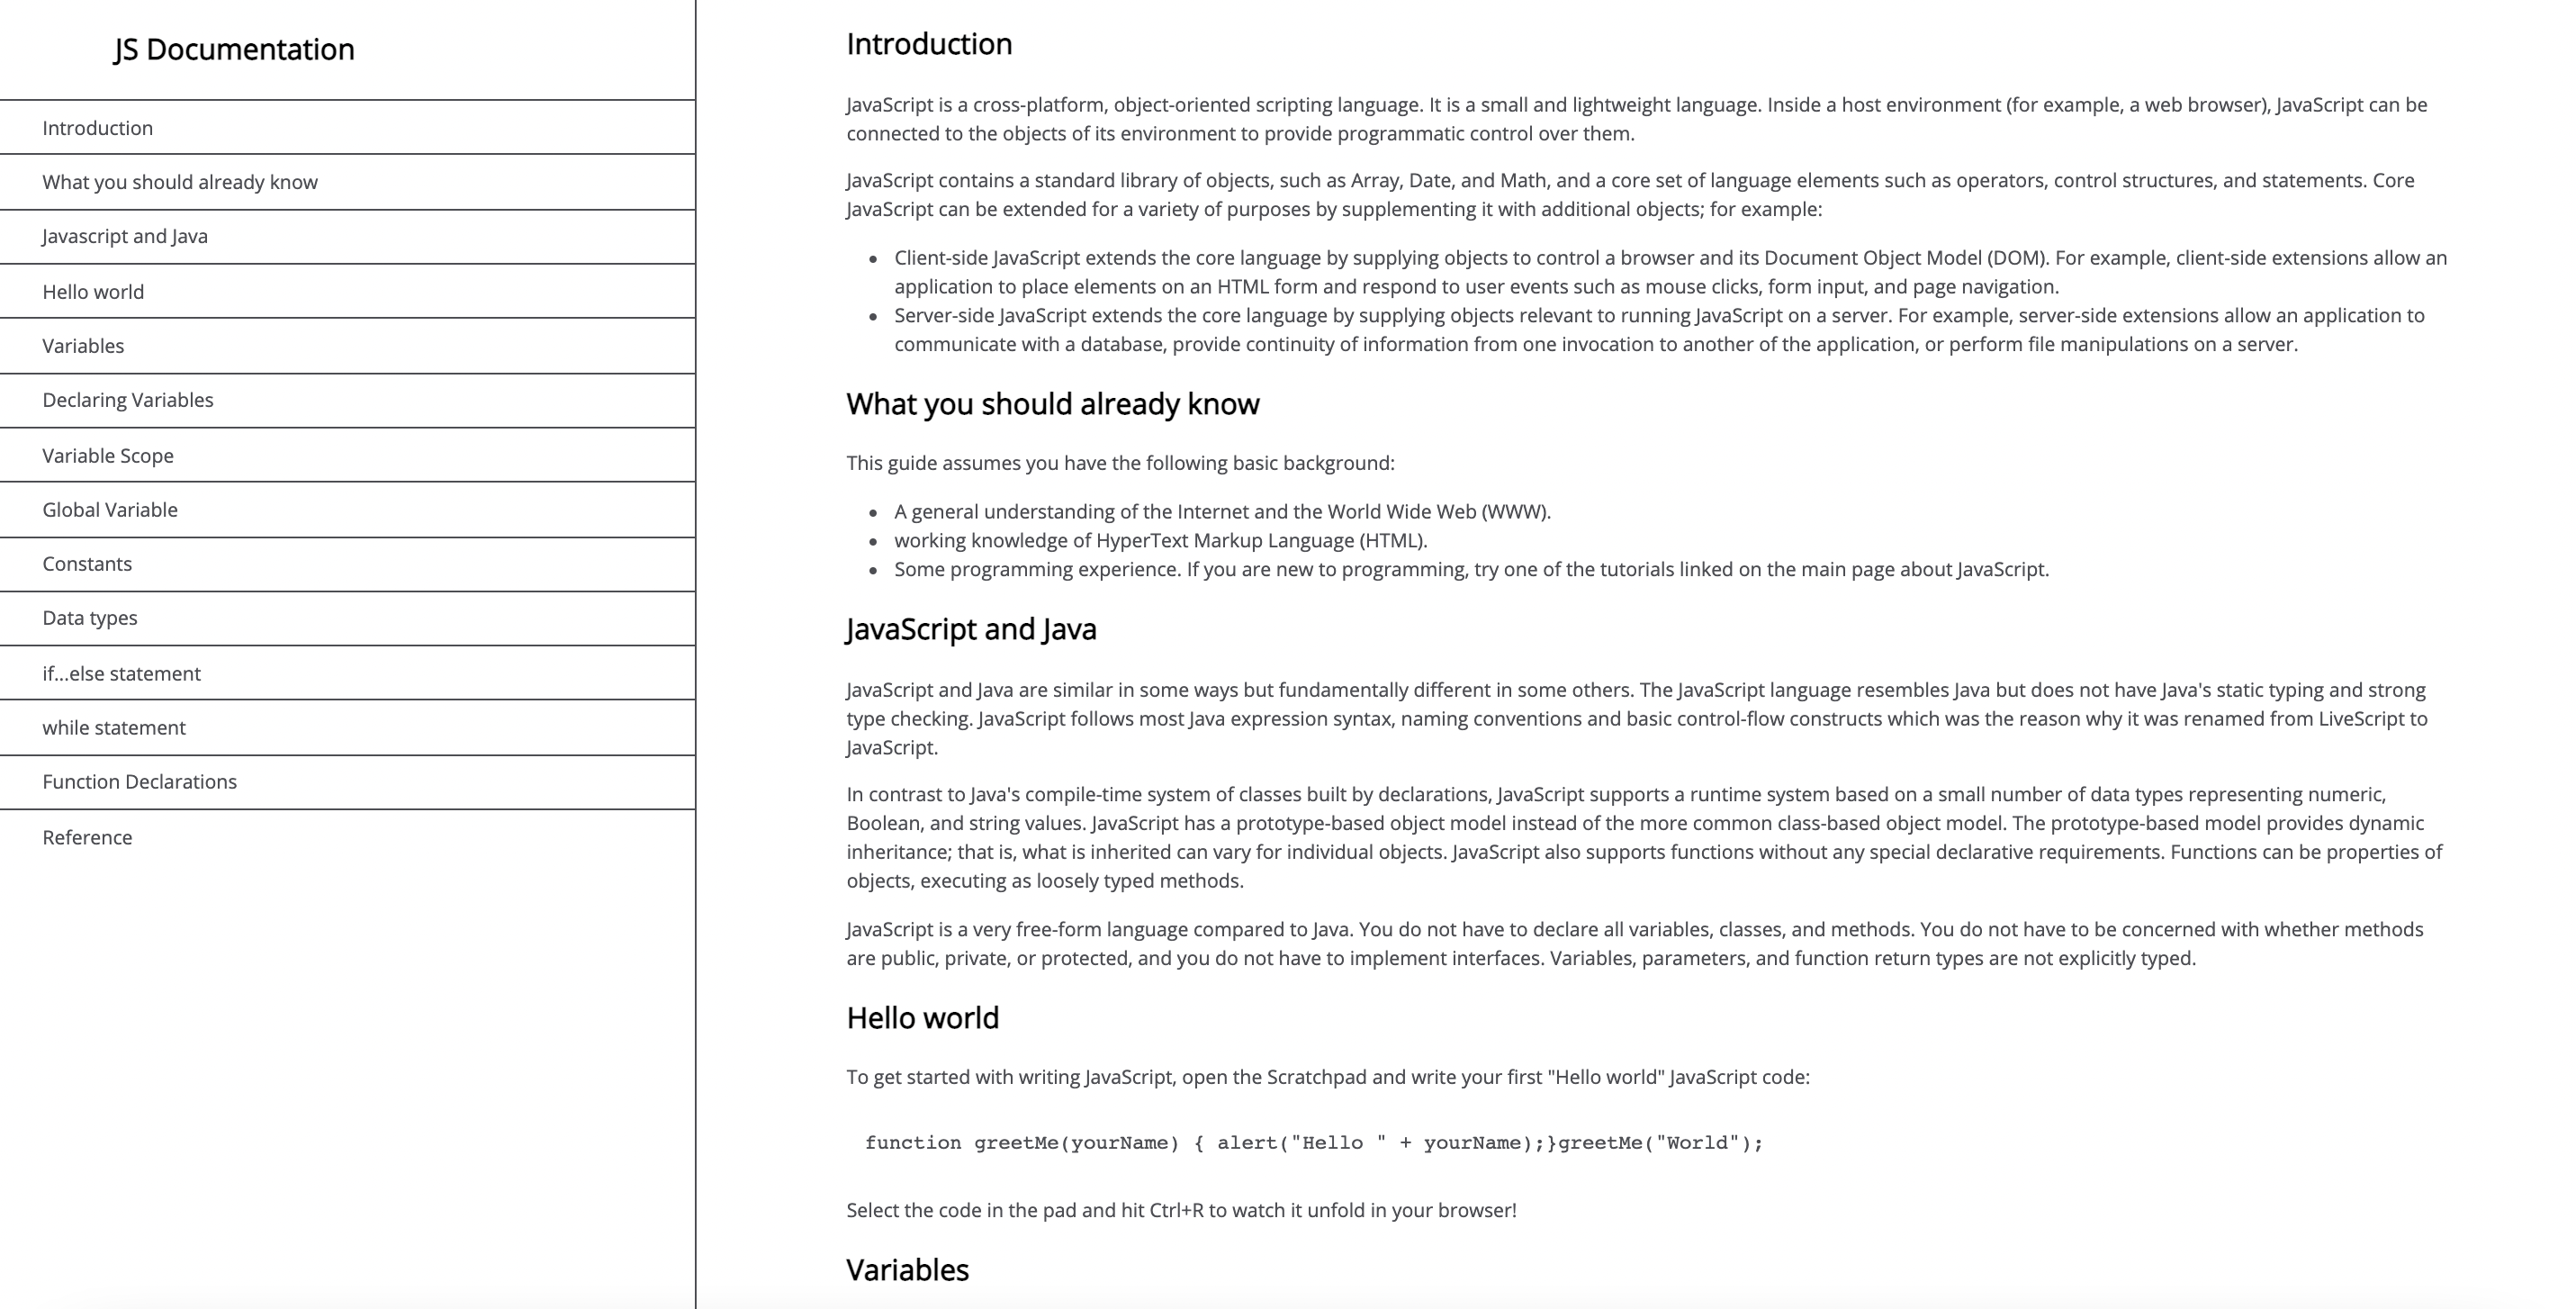 JS Documentation
Introduction
What you should already know
Javascript and Java
Hello world
Variables
Declaring Variables
Variable Scope
Global Variable
Constants
Data types
if...else statement
while statement
Function Declarations
Reference
Introduction
JavaScript is a cross-platform, object-oriented scripting language. It is a small and lightweight language. Inside a host environment (for example, a web browser), JavaScript can be
connected to the objects of its environment to provide programmatic control over them.
JavaScript contains a standard library of objects, such as Array, Date, and Math, and a core set of language elements such as operators, control structures, and statements. Core
JavaScript can be extended for a variety of purposes by supplementing it with additional objects; for example:
• Client-side JavaScript extends the core language by supplying objects to control a browser and its Document Object Model (DOM). For example, client-side extensions allow an
application to place elements on an HTML form and respond to user events such as mouse clicks, form input, and page navigation.
• Server-side JavaScript extends the core language by supplying objects relevant to running JavaScript on a server. For example, server-side extensions allow an application to
communicate with a database, provide continuity of information from one invocation to another of the application, or perform file manipulations on a server.
What you should already know
This guide assumes you have the following basic background:
• A general understanding of the Internet and the World Wide Web (WWW).
• working knowledge of HyperText Markup Language (HTML).
• Some programming experience. If you are new to programming, try one of the tutorials linked on the main page about JavaScript.
JavaScript and Java
JavaScript and Java are similar in some ways but fundamentally different in some others. The JavaScript language resembles Java but does not have Java's static typing and strong
type checking. JavaScript follows most Java expression syntax, naming conventions and basic control-flow constructs which was the reason why it was renamed from LiveScript to
JavaScript.
In contrast to Java's compile-time system of classes built by declarations, JavaScript supports a runtime system based on a small number of data types representing numeric,
Boolean, and string values. JavaScript has a prototype-based object model instead of the more common class-based object model. The prototype-based model provides dynamic
inheritance; that is, what is inherited can vary for individual objects. JavaScript also supports functions without any special declarative requirements. Functions can be properties of
objects, executing as loosely typed methods.
JavaScript is a very free-form language compared to Java. You do not have to declare all variables, classes, and methods. You do not have to be concerned with whether methods
are public, private, or protected, and you do not have to implement interfaces. Variables, parameters, and function return types are not explicitly typed.
Hello world
To get started with writing JavaScript, open the Scratchpad and write your first "Hello world" JavaScript code:
function greetMe(yourName) { alert("Hello " + yourName);}greetMe("World");
Select the code in the pad and hit Ctrl+R to watch it unfold in your browser!
Variables